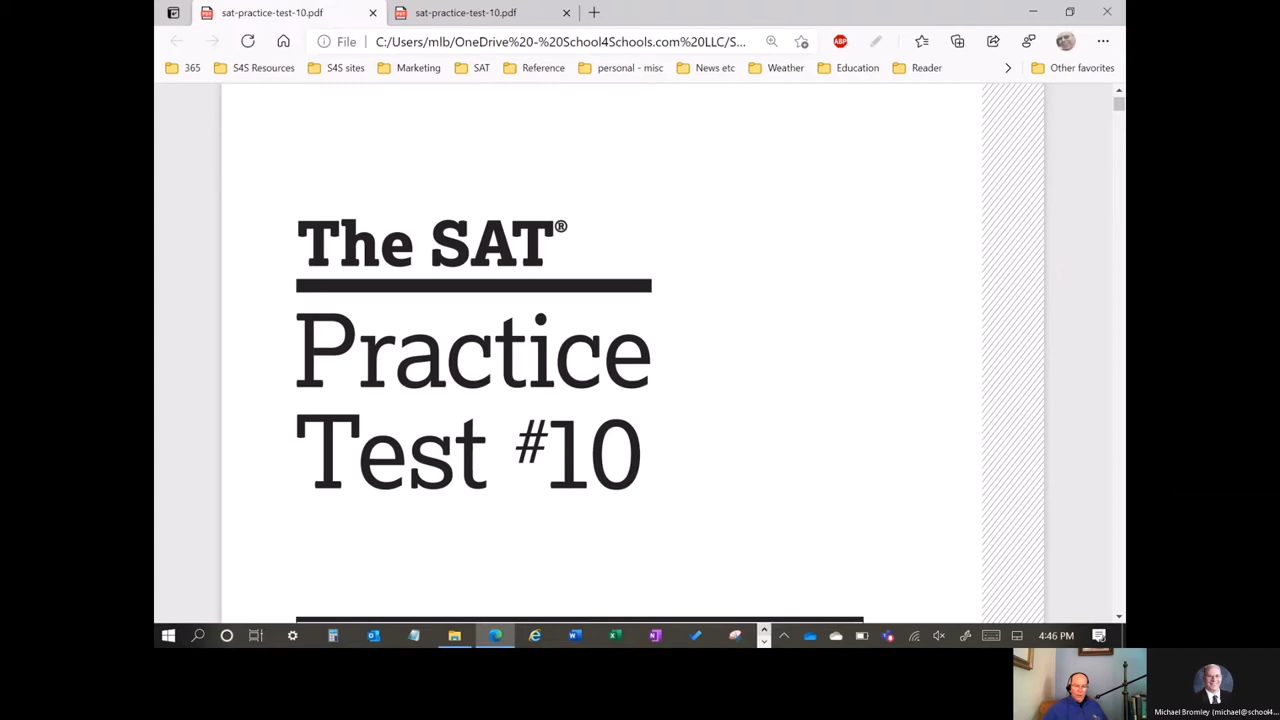 sat-practice-test-10.pdf
sat-practice-test-10.pdf
File
C:/Users/mlb/OneDrive%20-%20School4Schools.com%20LLC/S...
ABP
365
S4S Resources
S4S sites
Marketing
SAT
Reference
personal - misc
News etc
Weather
Education
Reader
Other favorites
The SAT®
Practice
Test #10
4:46 PM
Michael Bromley (michael@school4...